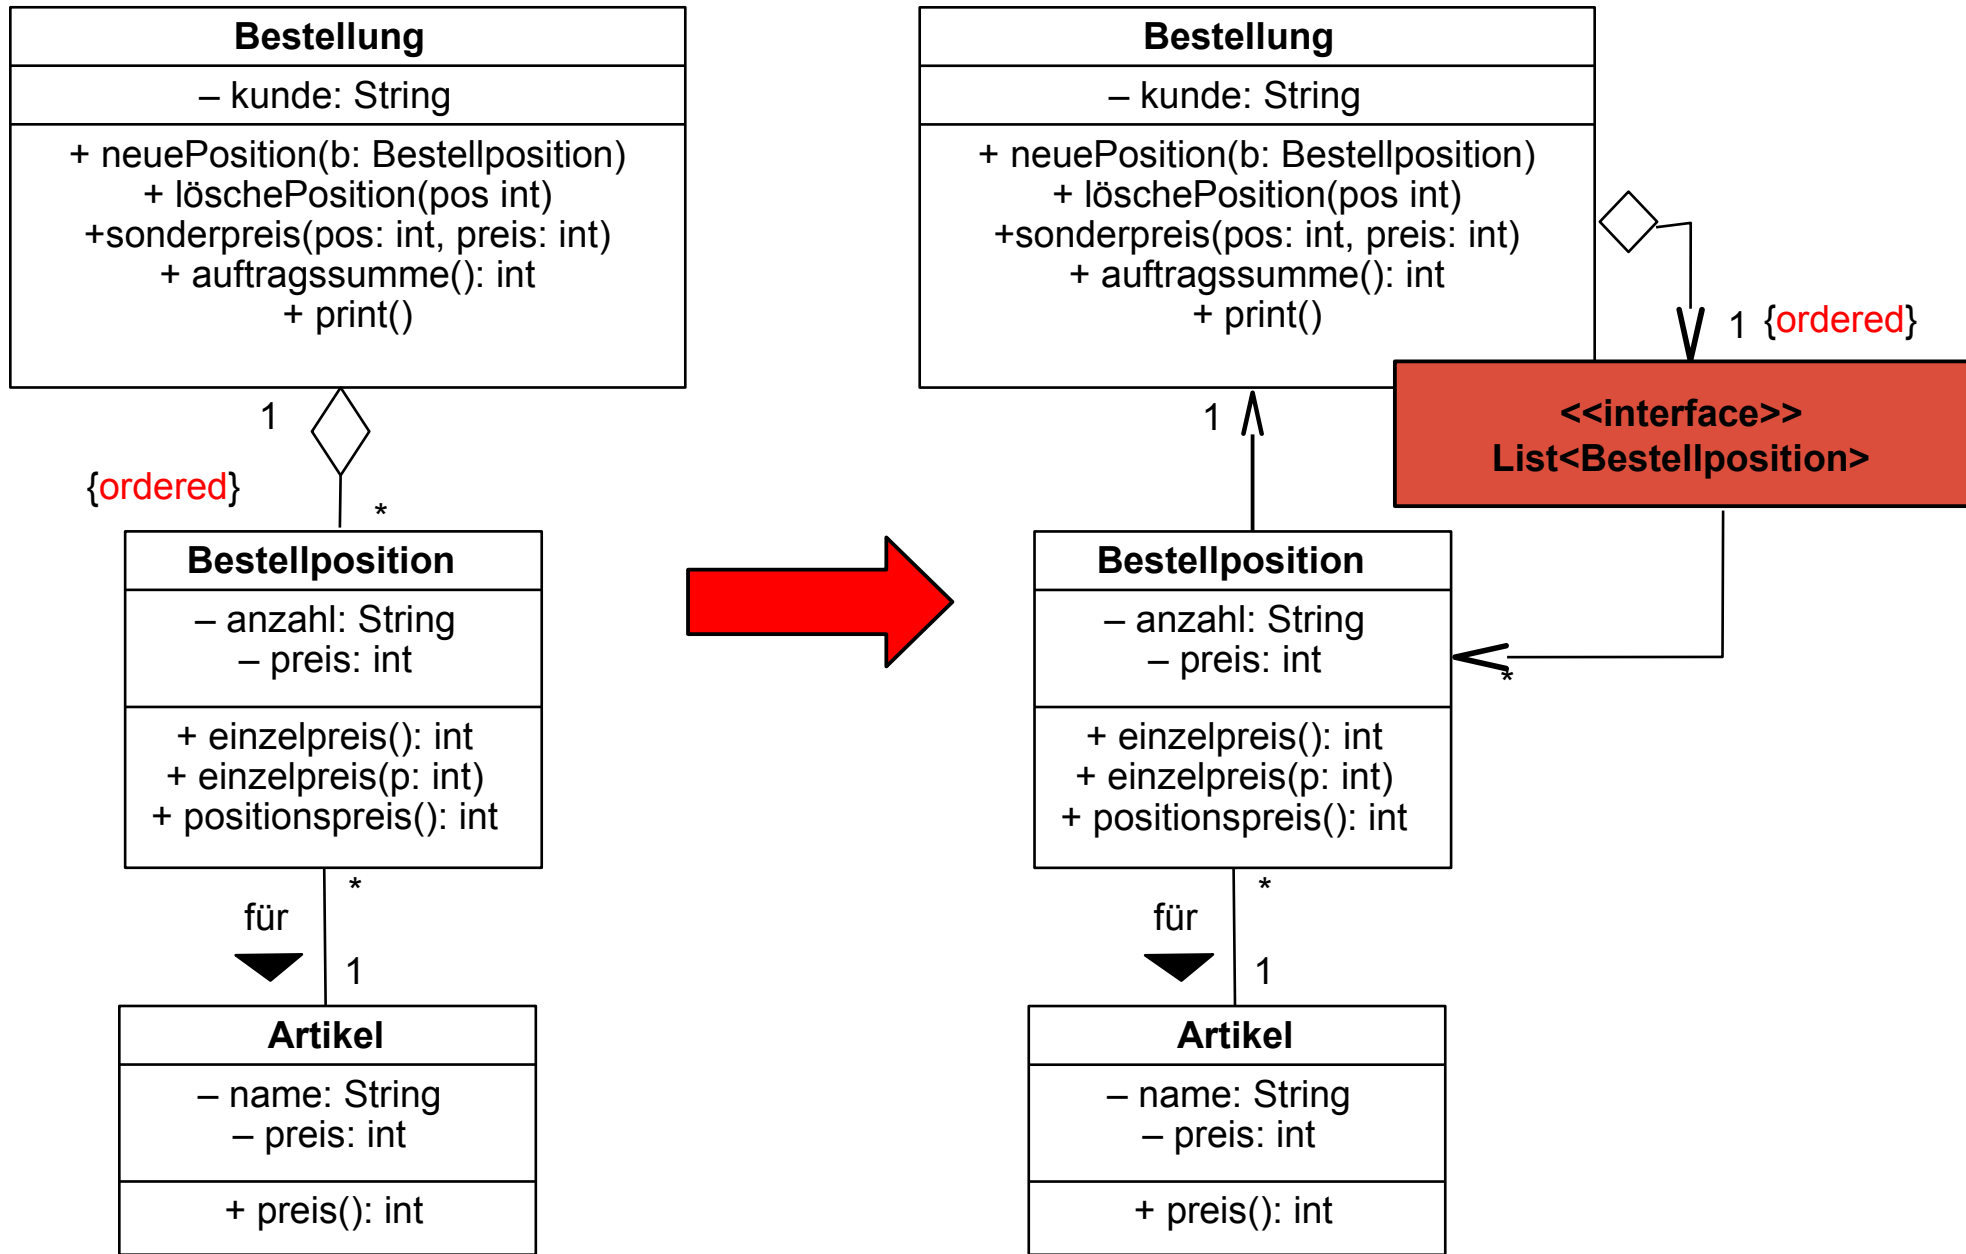 Bestellung
– kunde: String
+ neuePosition(b: Bestellposition)
+ löschePosition(pos int)
+sonderpreis(pos: int, preis: int)
+ auftragssumme(): int
+ print()
1
{ordered}
*
Bestellposition
– anzahl: String
– preis: int
+ einzelpreis(): int
+ einzelpreis(p: int)
+ positionspreis(): int
*
für
1
Artikel
– name: String
– preis: int
+ preis(): int
Bestellung
– kunde: String
+ neuePosition(b: Bestellposition)
+ löschePosition(pos int)
+sonderpreis(pos: int, preis: int)
+ auftragssumme(): int
+ print()
1 {ordered}
<<interface>>
List<Bestellposition>
1
Bestellposition
– anzahl: String
– preis: int
*
+ einzelpreis(): int
+ einzelpreis(p: int)
+ positionspreis(): int
*
für
1
Artikel
– name: String
– preis: int
+ preis(): int